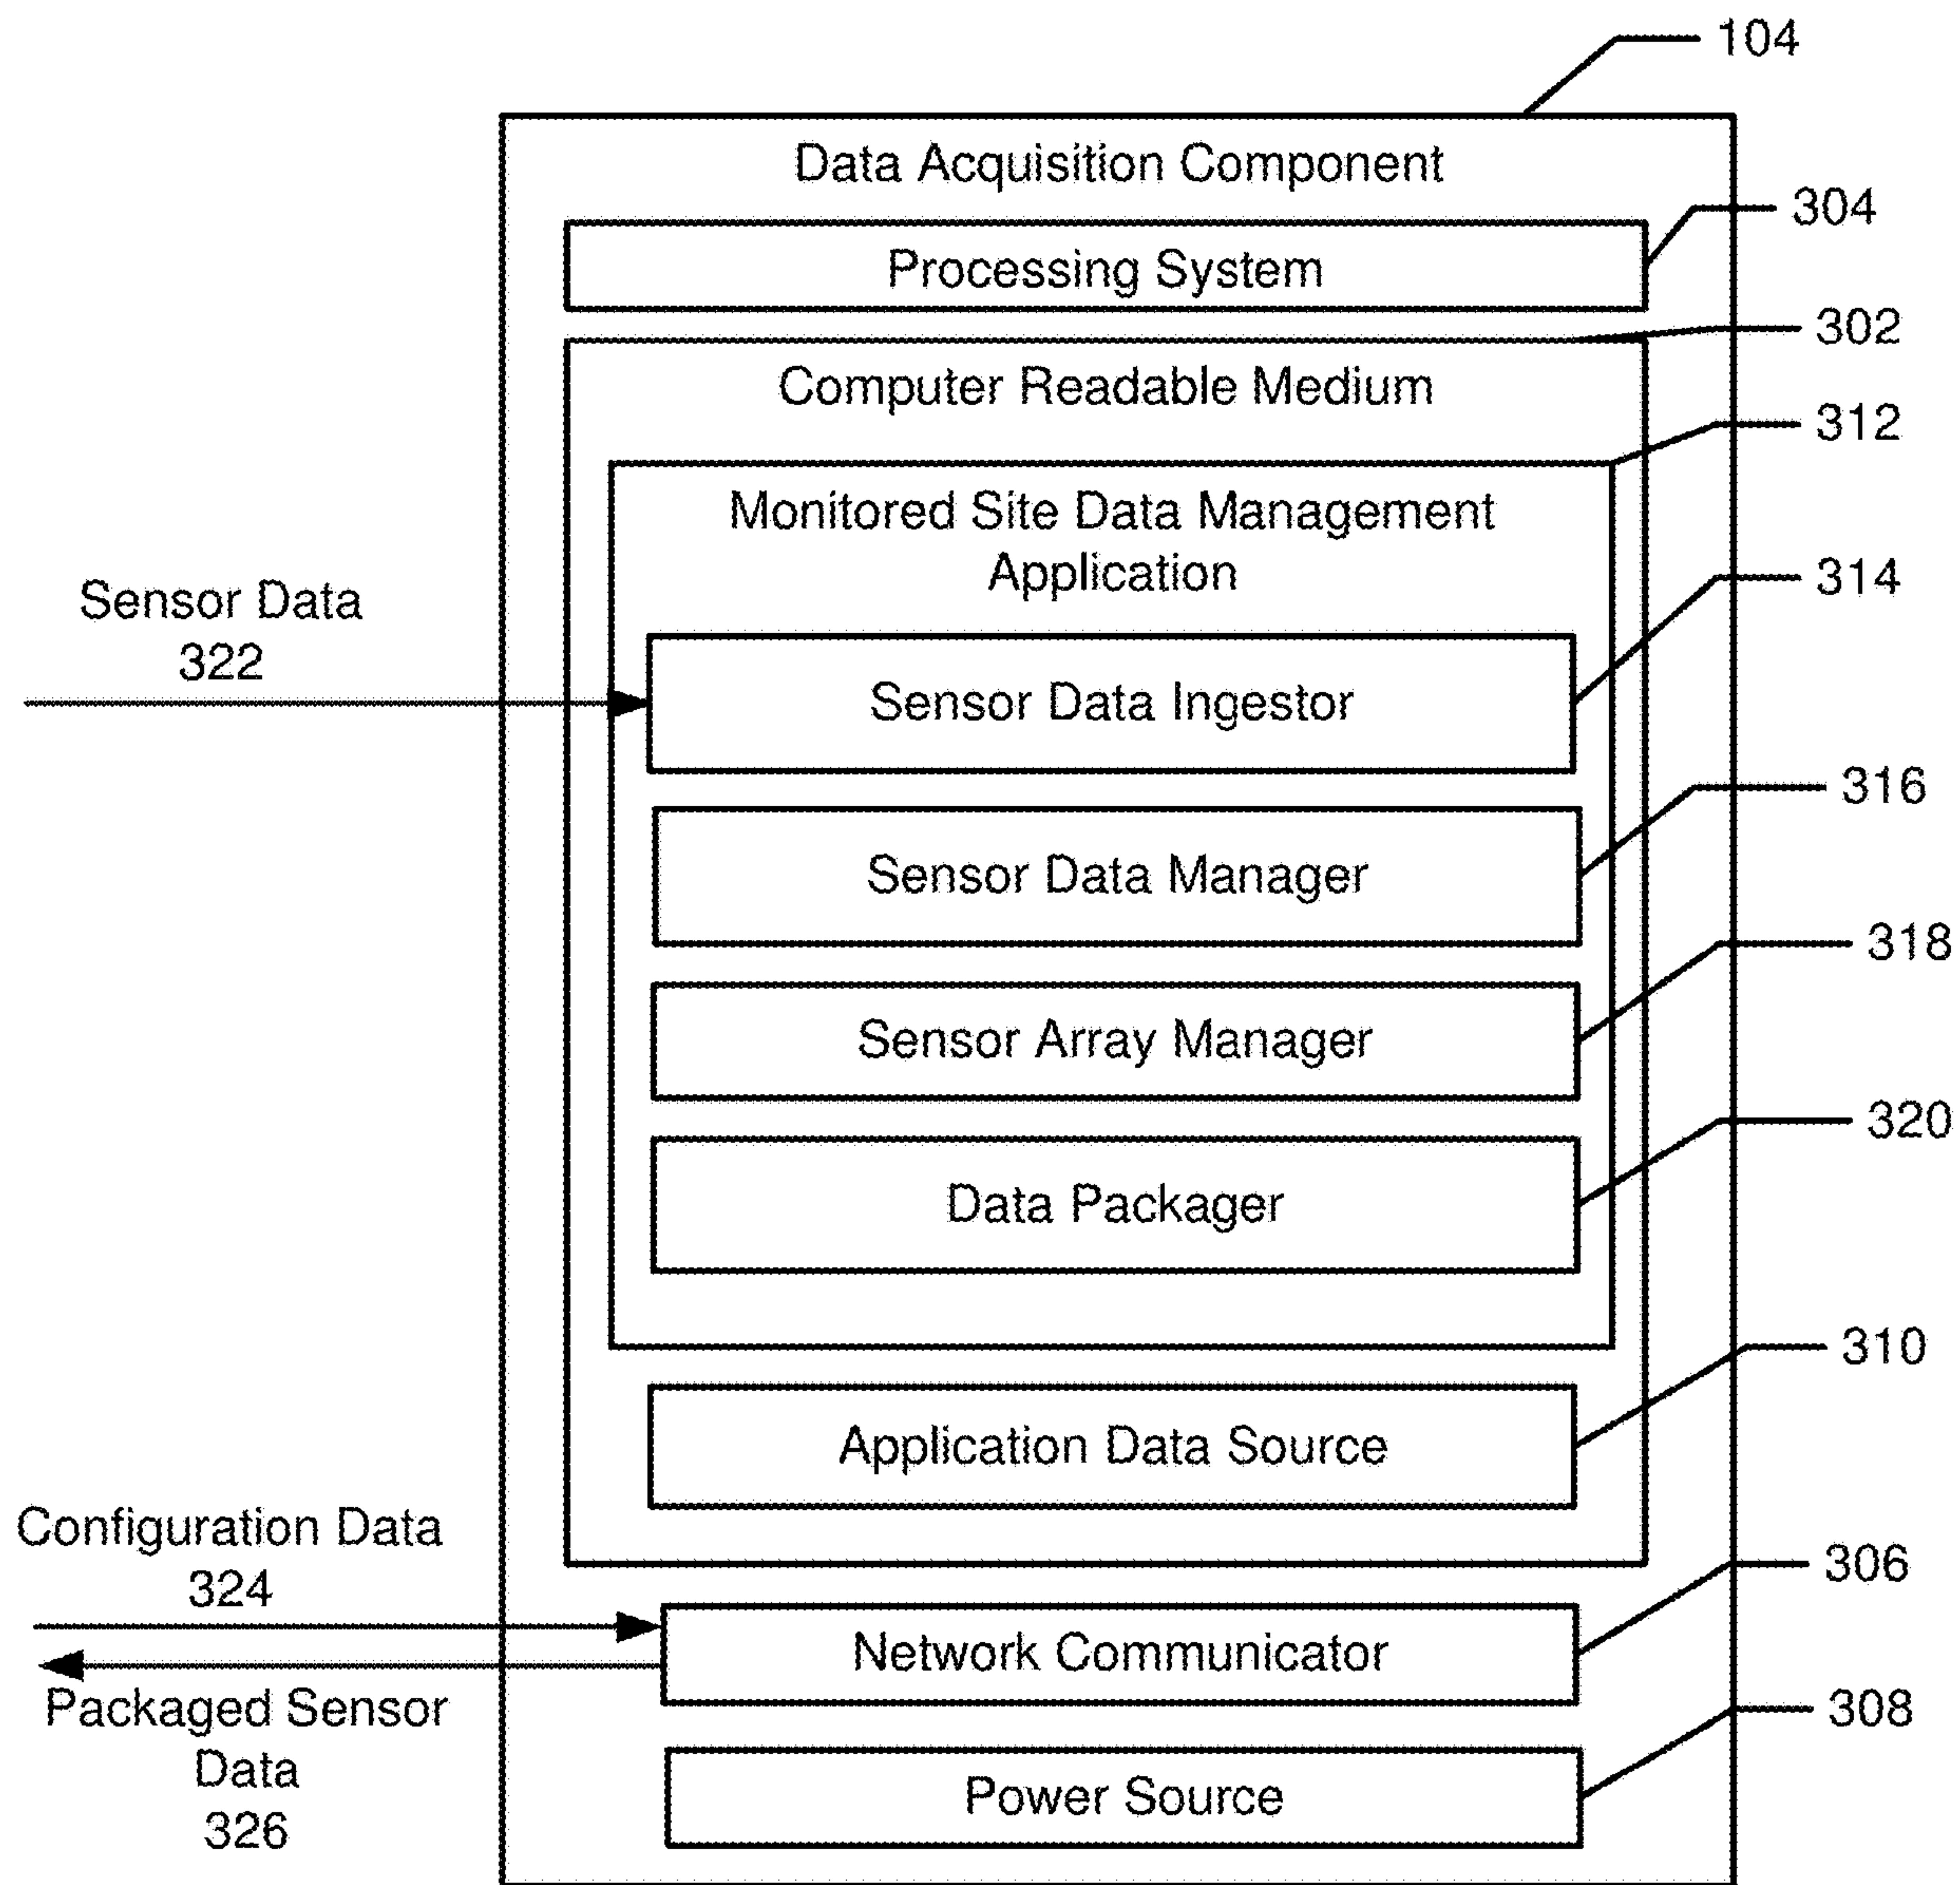 104
Data Acquisition Component
304
Processing System
302
Computer Readable Medium
312
Monitored Site Data Management
Application
314
Sensor Data
322
Sensor Data Ingestor
316
Sensor Data Manager
318
Sensor Array Manager
320
Data Packager
310
Application Data Source
Configuration Data
324
306
Network Communicator
Packaged Sensor
Data
326
308
Power Source